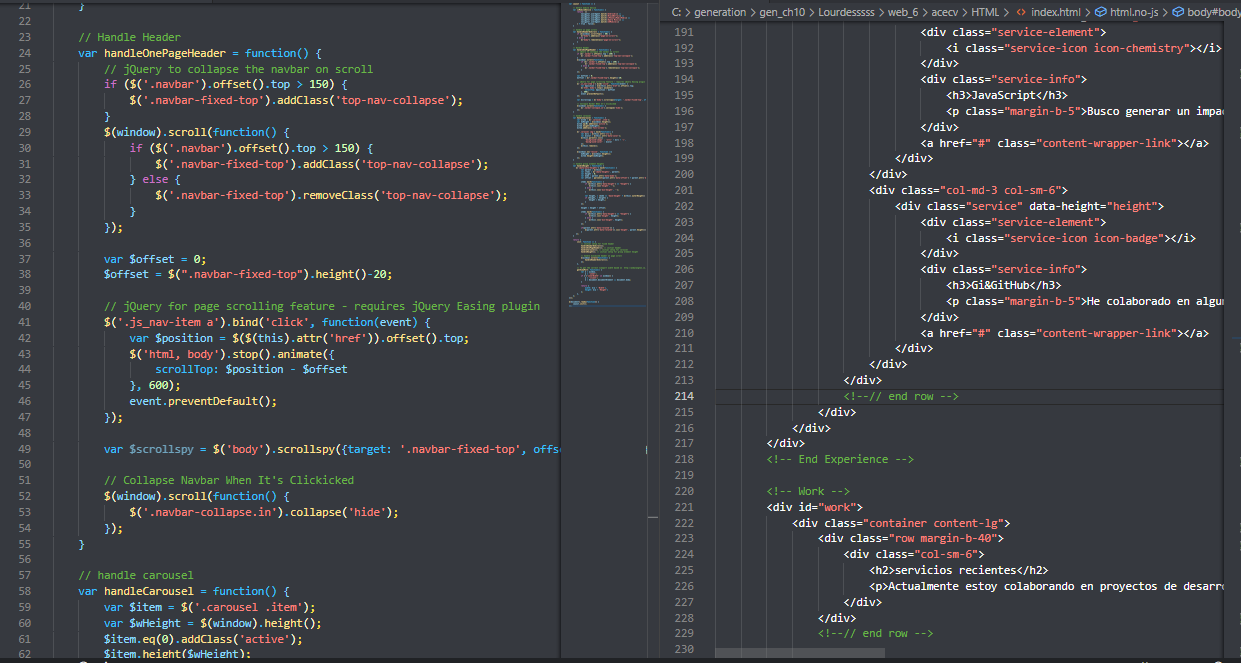 21 }
22
23 // Handle Header
24 var handleOnePageHeader = function() {
25 // jQuery to collapse the navbar on scroll
26 if ($('.navbar').offset().top > 150) {
27 $('.navbar-fixed-top').addClass('top-nav-collapse');
28 }
29 $(window).scroll(function() {
30 if ($('.navbar').offset().top > 150) {
31 $('.navbar-fixed-top').addClass('top-nav-collapse');
32 } else {
33 $('.navbar-fixed-top').removeClass('top-nav-collapse');
34 }
35 });
36
37 var $offset = 0;
38 $offset = $(".navbar-fixed-top").height()-20;
39
40 // jQuery for page scrolling feature - requires jQuery Easing plugin
41 $('.js_nav-item a').bind('click', function(event) {
42 var $position = $($(this).attr('href')).offset().top;
43 $('html, body').stop().animate({
44 scrollTop: $position - $offset
45 }, 600);
46 event.preventDefault();
47 });
48
49 var $scrollspy = $('body').scrollspy({target: '.navbar-fixed-top', offs
50
51 // Collapse Navbar When It's Clickicked
52 $(window).scroll(function() {
53 $('.navbar-collapse.in').collapse('hide');
54 });
55 }
56
57 // handle carousel
58 var handleCarousel = function() {
59 var $item = $('.carousel .item');
60 var $wHeight = $(window).height();
61 $item.eq(0).addClass('active');
62 $item.height($wHeight);
C: > generation > gen_ch10 > Lourdesssss > web_6 > acecv > HTML > <> index.html > html.no-js > body#body
191 <div class="service-element">
192 <i class="service-icon icon-chemistry"></i>
193 </div>
194 <div class="service-info">
195 <h3>JavaScript</h3>
196 <p class="margin-b-5">Busco generar un impa
197 </div>
198 <a href="#" class="content-wrapper-link"></a>
199 </div>
200 </div>
201 <div class="col-md-3 col-sm-6">
202 <div class="service" data-height="height">
203 <div class="service-element">
204 <i class="service-icon icon-badge"></i>
205 </div>
206 <div class="service-info">
207 <h3>Gi&GitHub</h3>
208 <p class="margin-b-5">He colaborado en algu
209 </div>
210 <a href="#" class="content-wrapper-link"></a>
211 </div>
212 </div>
213 </div>
214 <!--// end row -->
215 </div>
216 </div>
217 </div>
218 <!-- End Experience -->
219
220 <!-- Work -->
221 <div id="work">
222 <div class="container content-lg">
223 <div class="row margin-b-40">
224 <div class="col-sm-6">
225 <h2>servicios recientes</h2>
226 <p>Actualmente estoy colaborando en proyectos de desarr
227 </div>
228 </div>
229 <!--// end row -->
230